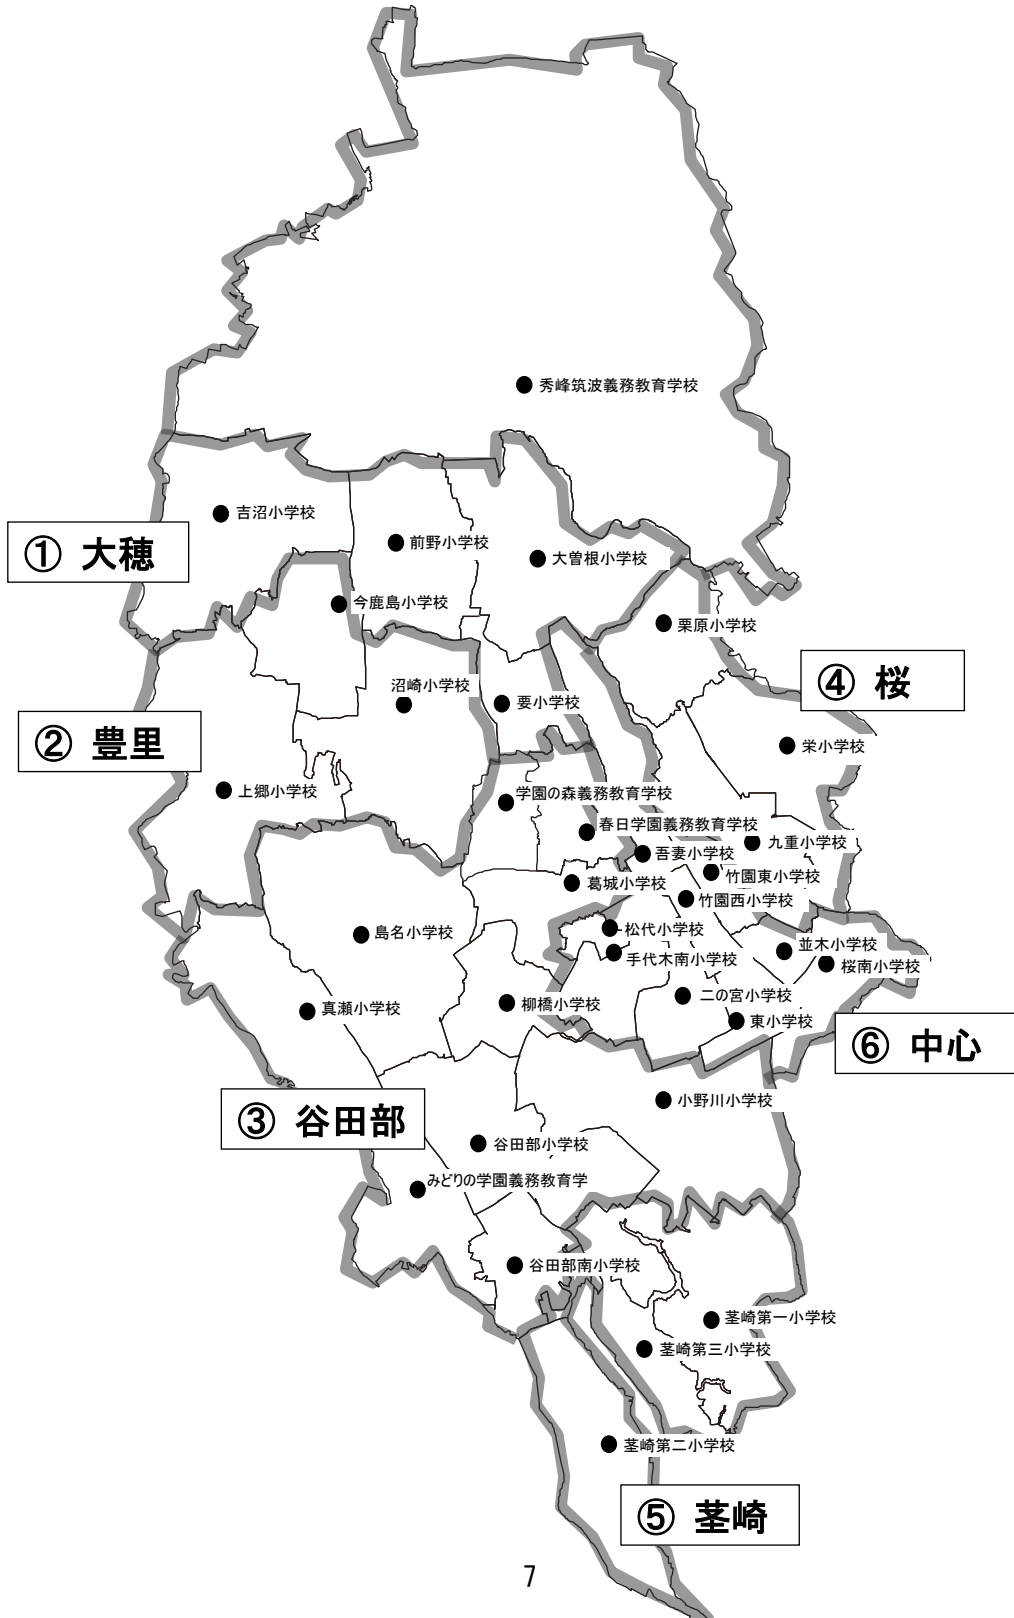 秀峰筑波義務教育学校
吉沼小学校
前野小学校
① 大穂
大曽根小学校
今鹿島小学校
栗原小学校
沼崎小学校
④ 桜
要小学校
② 豊里
栄小学校
上郷小学校
学園の森義務教育学校
春日学園義務教育学校
九重小学校
吾妻小学校
竹園東小学校
葛城小学校
竹園西小学校
松代小学校
島名小学校
並木小学校
手代木南小学校
桜南小学校
二の宮小学校
柳橋小学校
真瀬小学校
東小学校
⑥ 中心
小野川小学校
③ 谷田部
谷田部小学校
みどりの学園義務教育学
谷田部南小学校
茎崎第一小学校
茎崎第三小学校
茎崎第二小学校
⑤ 茎崎
7